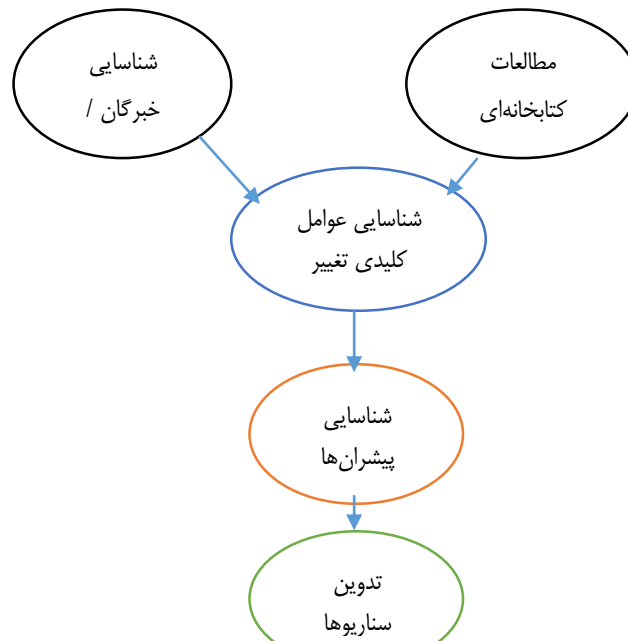 مطالعات
کتابخانه‌ای
شناسایی
خبرگان /
شناسایی عوامل
کلیدی تغییر
شناسایی
پیشران‌ها
تدوین
سناریوها